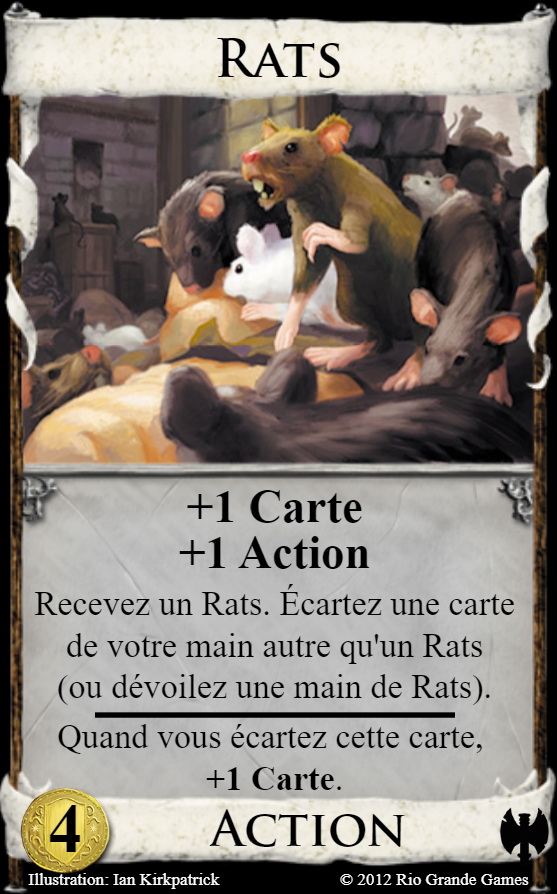 Rats
+1 Carte
+1 Action
Recevez un Rats. Écartez une carte
de votre main autre qu'un Rats
(ou dévoilez une main de Rats).
Quand vous écartez cette carte,
+1 Carte.
4
Action
Illustration: Ian Kirkpatrick
© 2012 Rio Grande Games